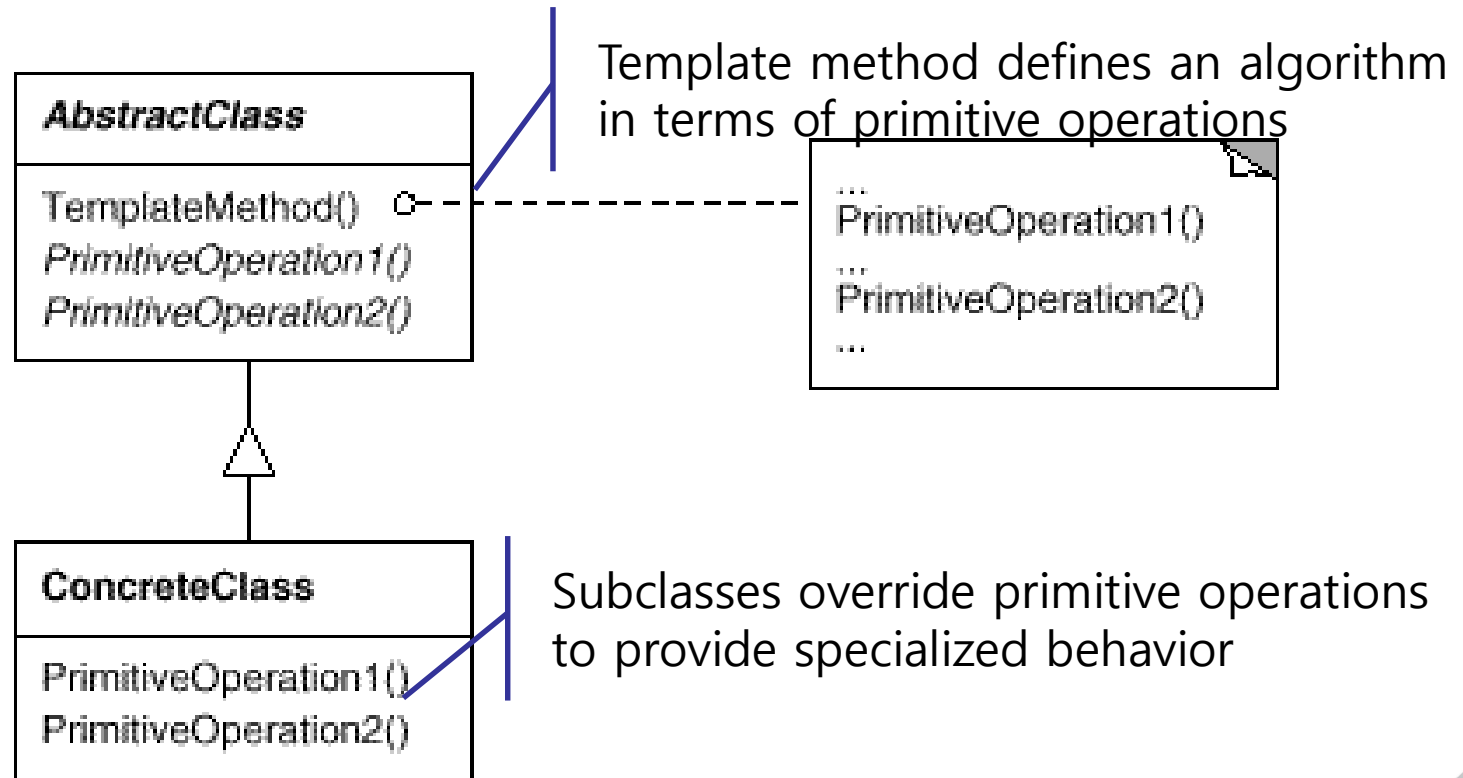 Template method defines an algorithm
in terms of primitive operations
AbstractClass
TemplateMethod()
PrimitiveOperation1()
PrimitiveOperation2()
...
PrimitiveOperation1()
...
PrimitiveOperation2()
...
ConcreteClass
PrimitiveOperation1()
PrimitiveOperation2()
Subclasses override primitive operations
to provide specialized behavior